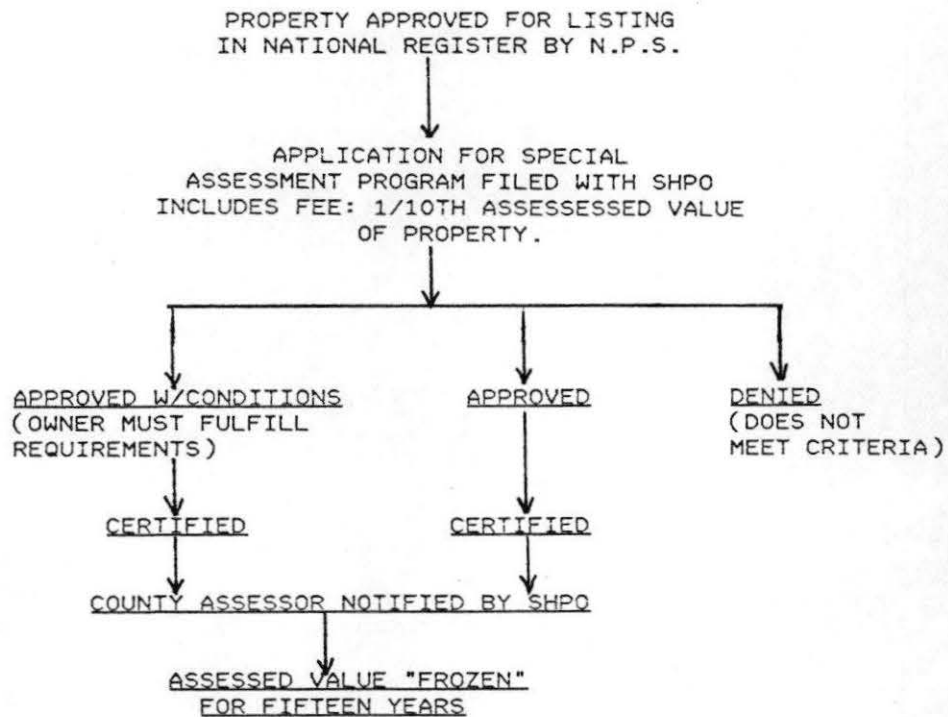 PROPERTY APPROVED FOR LISTING
IN NATIONAL REGISTER BY N.P.S.
APPLICATION FOR SPECIAL
ASSESSMENT PROGRAM FILED WITH SHPO
INCLUDES FEE: 1/10TH ASSESSESSED VALUE
OF PROPERTY.
APPROVED W/CONDITIONS
(OWNER MUST FULFILL
REQUIREMENTS)
APPROVED
DENIED
(DOES NOT
MEET CRITERIA)
CERTIFIED
CERTIFIED
COUNTY ASSESSOR NOTIFIED BY SHPO
ASSESSED VALUE "FROZEN"
FOR FIFTEEN YEARS